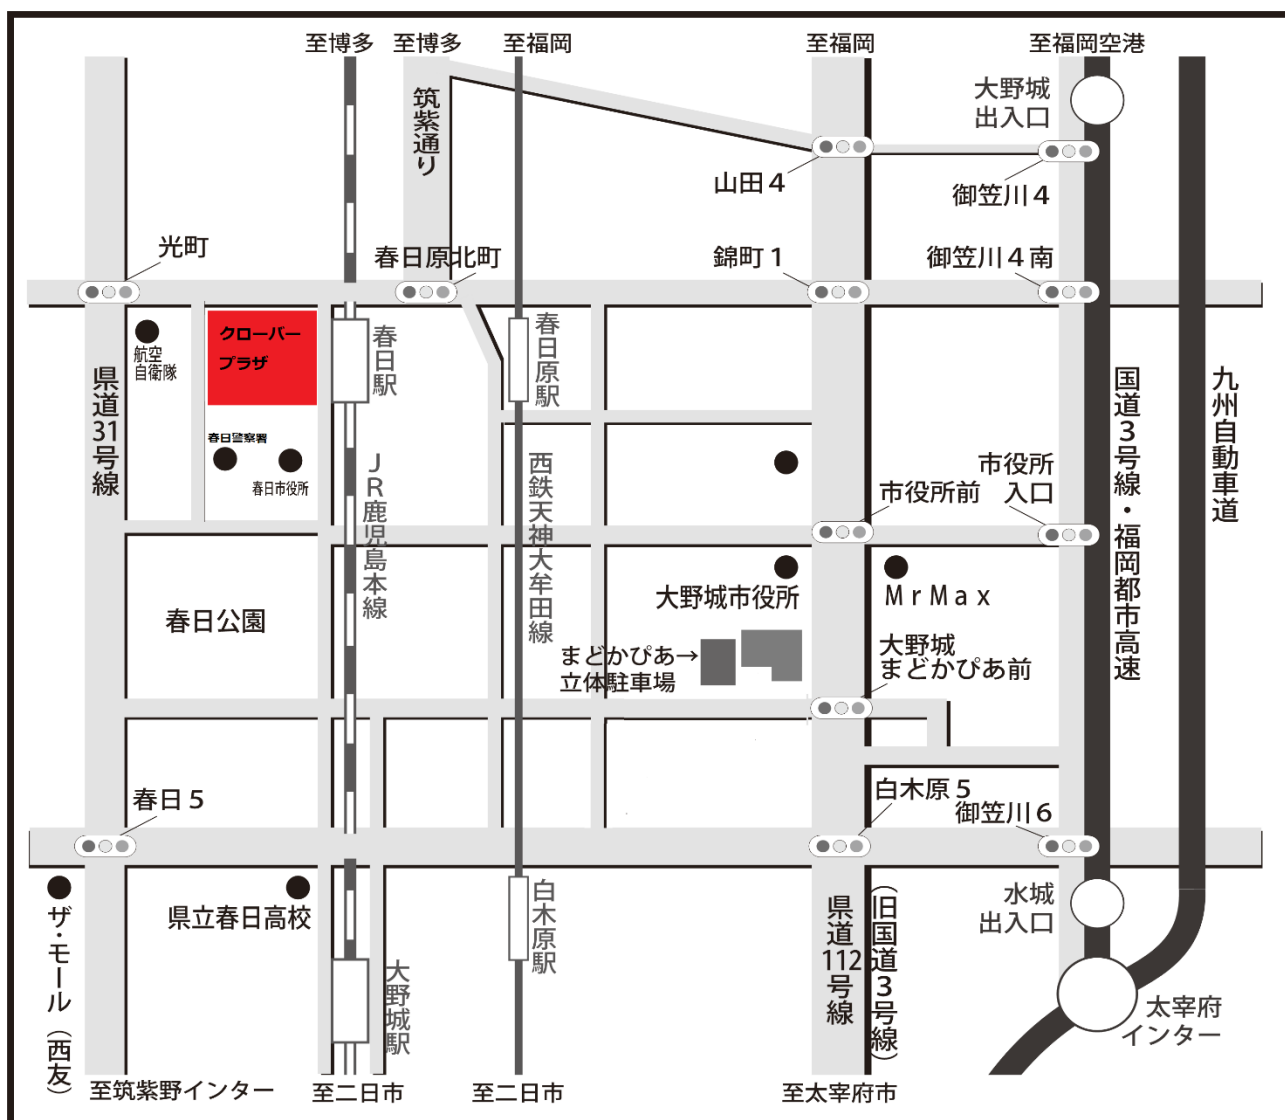 至博多
至博多
至福岡
至福岡
至福岡空港
大野城
出入口
筑紫通り
山田4
御笠川4
光町
春日原北町
錦町1
御笠川4南
クローバー
プラザ
航空
自衛隊
春日駅
春日原駅
県道31号線
国道3号線・福岡都市高速
九州自動車道
春日警察署
春日市役所
JR鹿児島本線
西鉄天神大牟田線
市役所前
市役所
入口
春日公園
大野城市役所
MrMax
まどかぴあ→
立体駐車場
大野城
まどかぴあ前
春日5
白木原5
御笠川6
ザ・モール(西友)
県立春日高校
白木原駅
県道112号線
(旧国道3号線)
水城
出入口
大野城駅
太宰府
インター
至筑紫野インター
至二日市
至二日市
至太宰府市